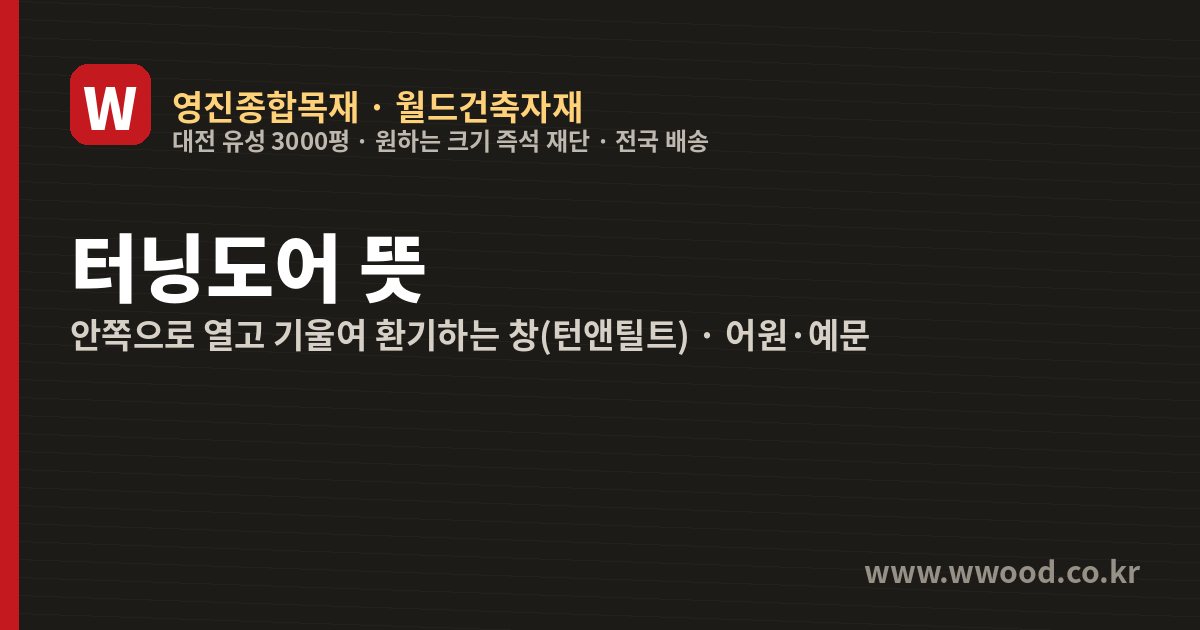 W
영진종합목재 · 월드건축자재
대전 유성 3000평 · 원하는 크기 즉석 재단 · 전국 배송
터닝도어 뜻
안쪽으로 열고 기울여 환기하는 창(턴앤틸트) · 어원·예문
www.wwood.co.kr